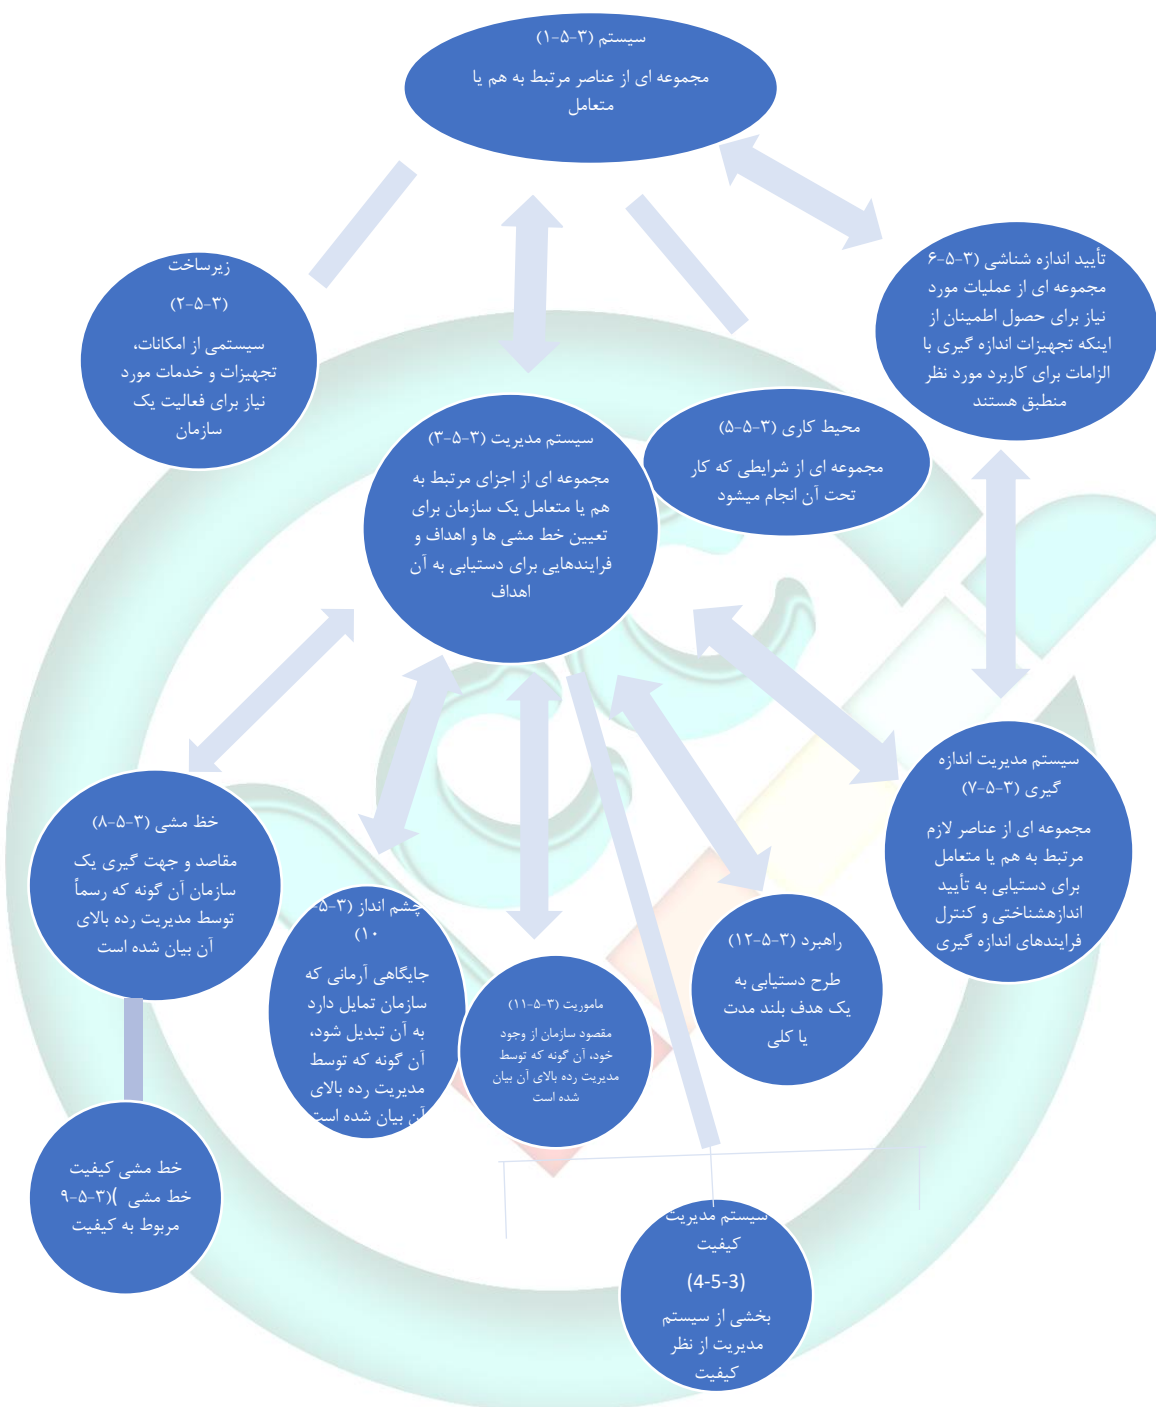 سیستم (۳-۵-۱)
مجموعه ای از عناصر مرتبط به هم یا
متعامل
تأیید اندازه شناشی (۳-۵-۶
مجموعه ای از عملیات مورد
نیاز برای حصول اطمینان از
اینکه تجهیزات اندازه گیری با
الزامات برای کاربرد مورد نظر
منطبق هستند
زیرساخت
(۳-۵-۲)
سیستمی از امکانات،
تجهیزات و خدمات مورد
نیاز برای فعالیت یک
سازمان
محیط کاری (۳-۵-۵)
مجموعه ای از شرایطی که کار
تحت آن انجام میشود
سیستم مدیریت (۳-۵-۳)
مجموعه ای از اجزای مرتبط به
هم یا متعامل یک سازمان برای
تعیین خط مشی ها و اهداف و
فرایندهایی برای دستیابی به آن
اهداف
سیستم مدیریت اندازه
گیری (۳-۵-۷)
مجموعه ای از عناصر لازم
مرتبط به هم یا متعامل
برای دستیابی به تأیید
اندازهشناختی و کنترل
فرایندهای اندازه گیری
خظ مشی (۳-۵-۸)
مقاصد و جهت گیری یک
سازمان آن گونه که رسماً
توسط مدیریت رده بالای
آن بیان شده است
چشم انداز (۳-۵-
۱۰)
جایگاهی آرمانی که
سازمان تمایل دارد
به آن تبدیل شود،
آن گونه که توسط
مدیریت رده بالای
آن بیان شده است
ماموریت (۳-۵-۱۱)
مقصود سازمان از وجود
خود، آن گونه که توسط
مدیریت رده بالای آن بیان
شده است
راهبرد (۳-۵-۱۲)
طرح دستیابی به
یک هدف بلند مدت
یا کلی
خط مشی کیفیت
خط مشی )(۳-۵-۹
مربوط به کیفیت
سیستم مدیریت
کیفیت
(4-5-3)
بخشی از سیستم
مدیریت از نظر
کیفیت